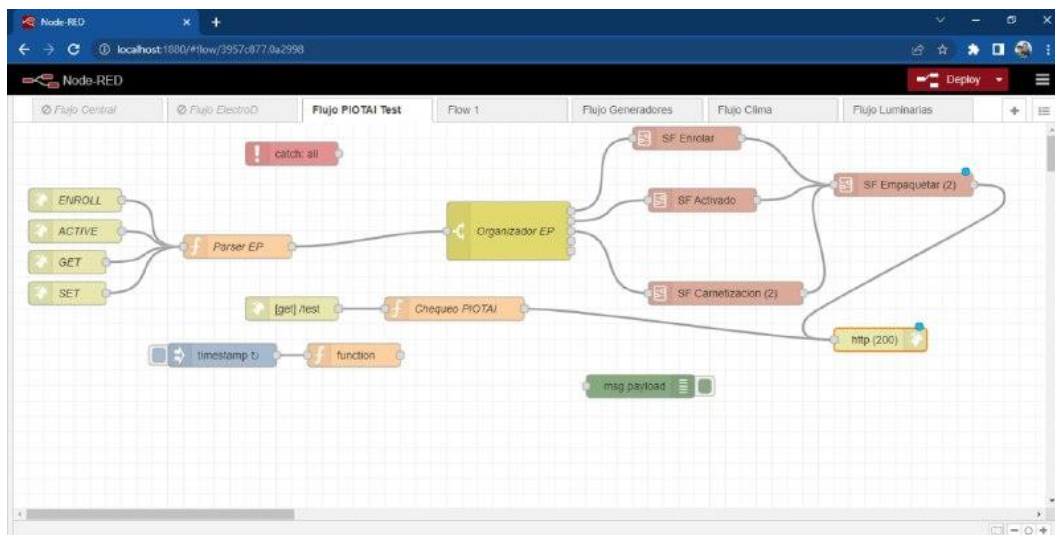 Node-RED
localhost:1880/#flow/3957c877.0a2998
Node-RED
Deploy
Flujo Central
Flujo ElectroD
Flujo PIOTAI Test
Flow 1
Flujo Generadores
Flujo Clima
Flujo Luminarias
catch: all
SF Enrolar
SF Empaquetar (2)
ENROLL
SF Activado
ACTIVE
Organizador EP
Parser EP
GET
SET
SF Carnetizacion (2)
[get] /test
Chequeo PIOTAI
http (200)
timestamp ↻
function
msg.payload